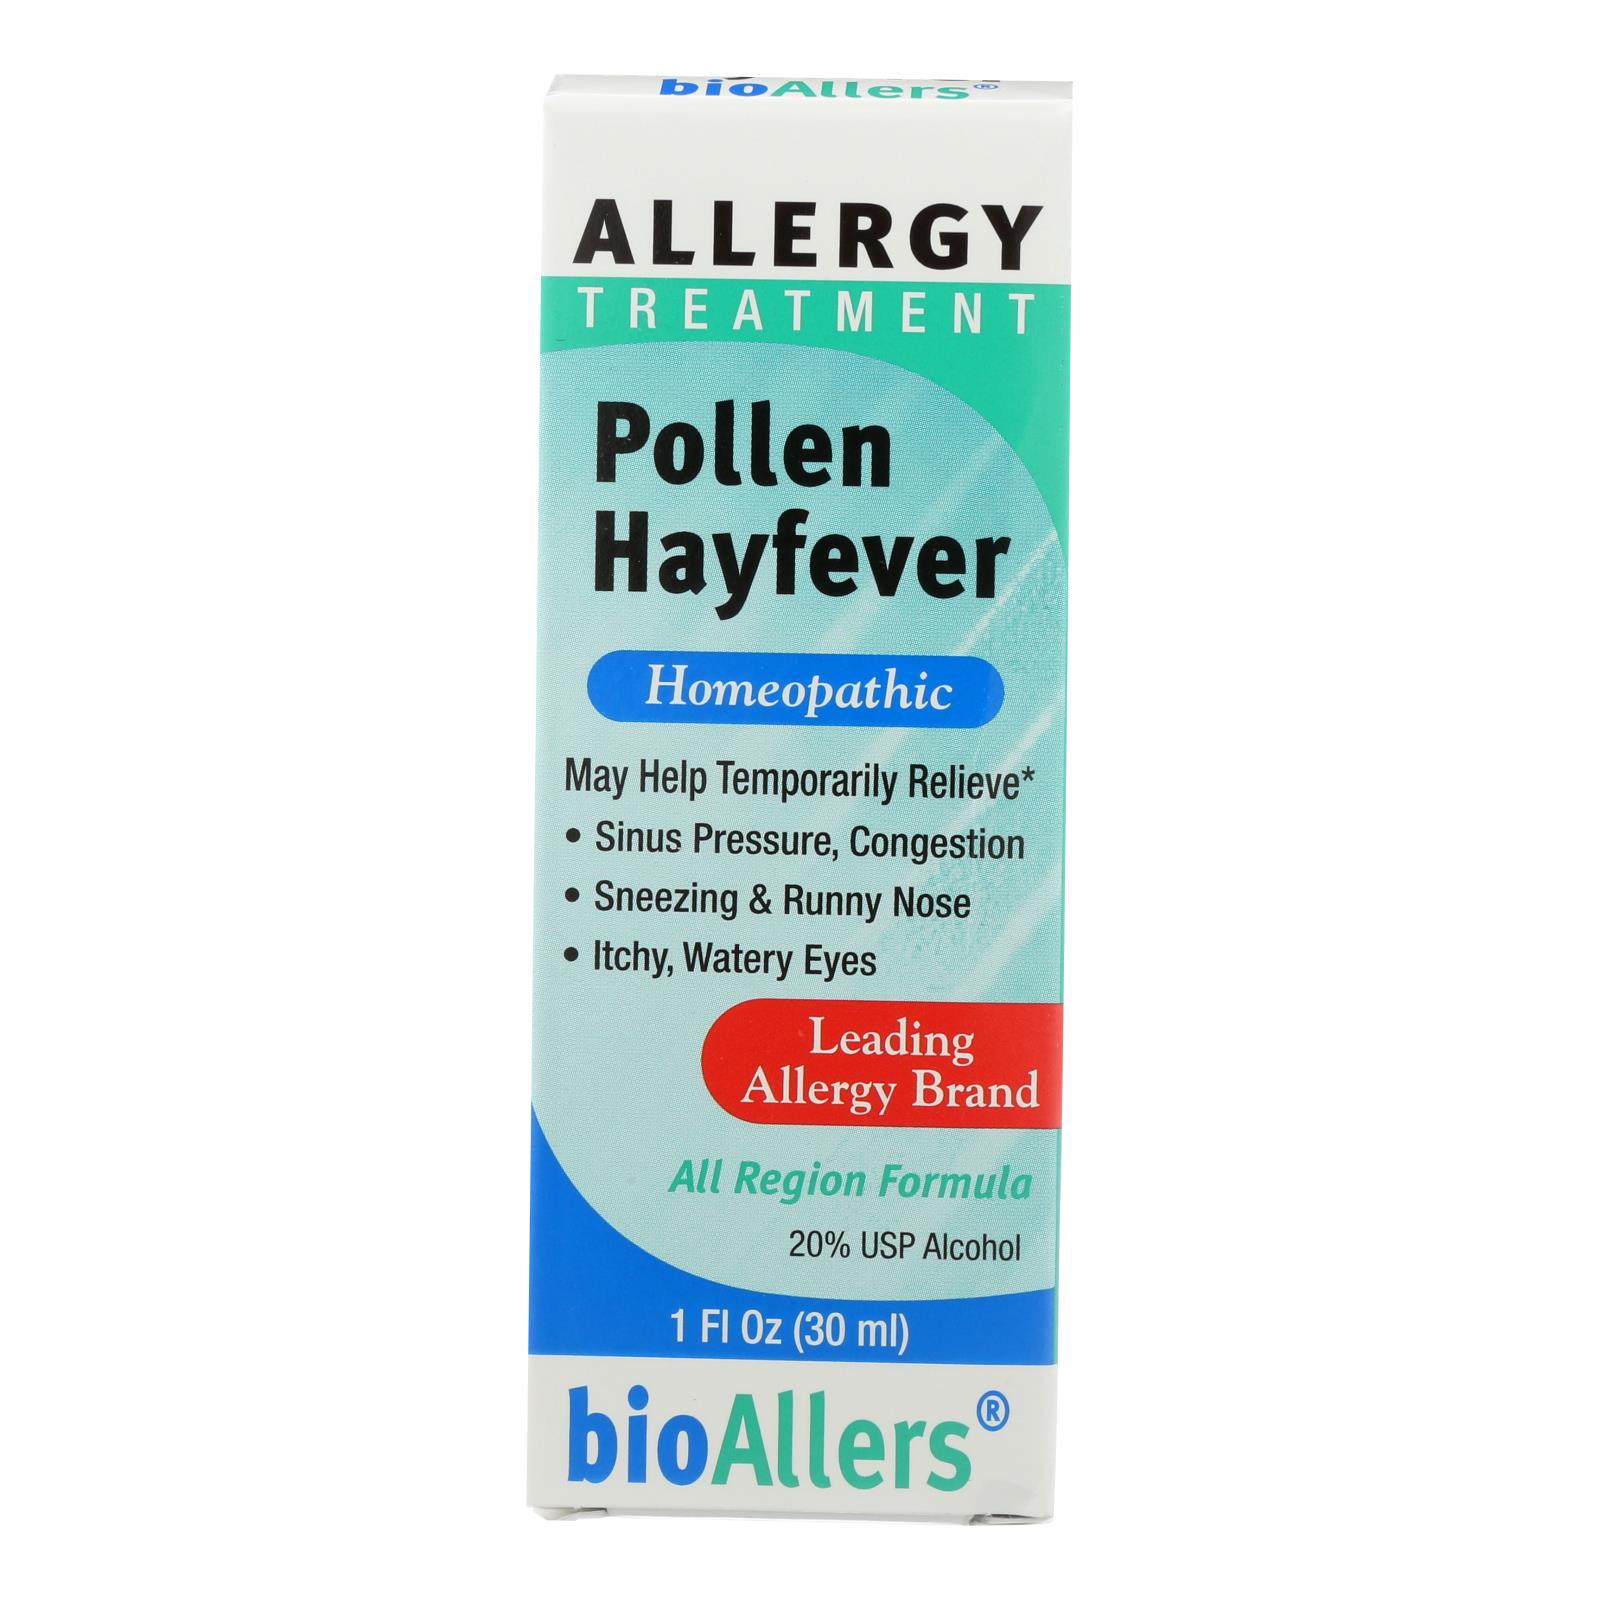 bioAllers®
ALLERGY
TREATMENT
Pollen
Hayfever
Homeopathic
May Help Temporarily Relieve*
• Sinus Pressure, Congestion
• Sneezing & Runny Nose
• Itchy, Watery Eyes
Leading
Allergy Brand
All Region Formula
20% USP Alcohol
1 Fl Oz (30 ml)
bioAllers®